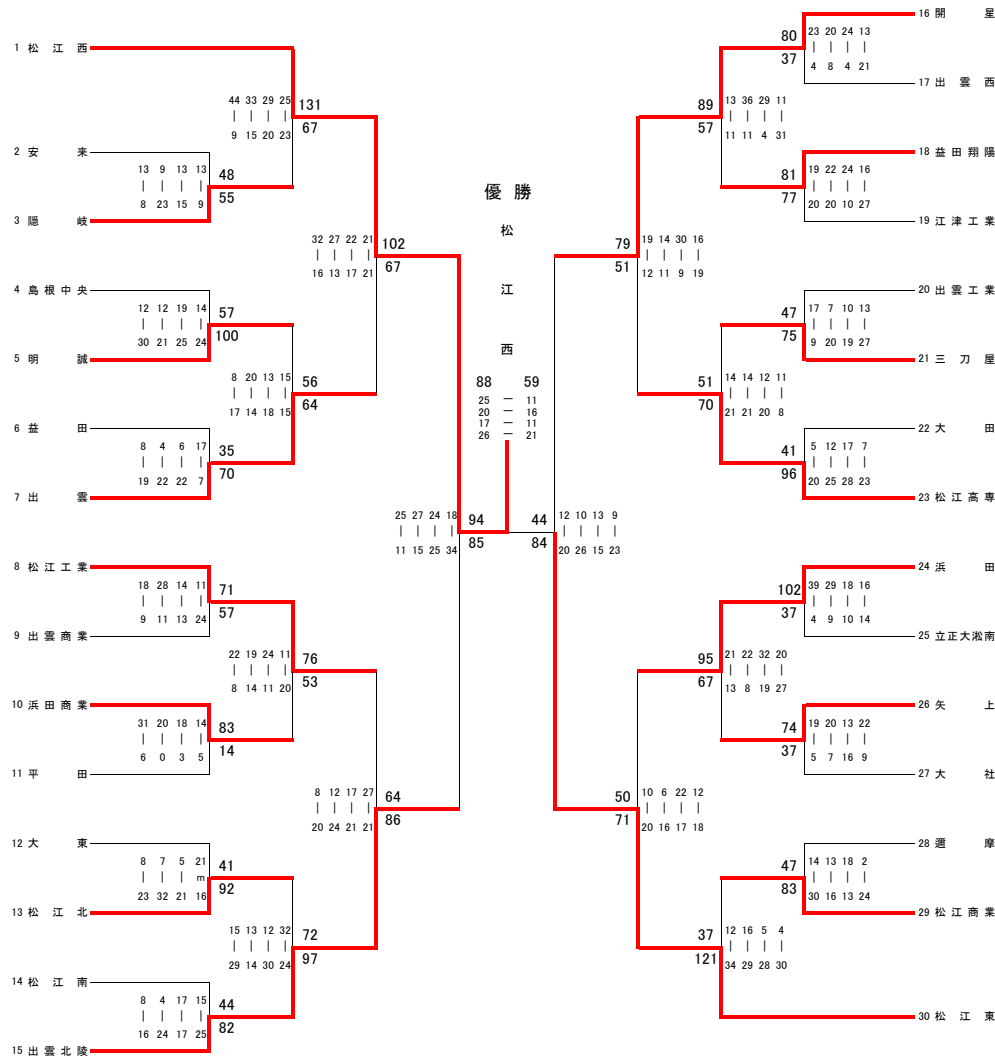 優 勝
松
江
西
88 59
25 － 11
20 － 16
17 － 11
26 － 21
1 松 江 西
44 33 29 25
| | | |
9 15 20 23
131
67
2 安 来
13 9 13 13
| | | |
8 23 15 9
48
55
3 隠 岐
32 27 22 21
| | | |
16 13 17 21
102
67
4 島根中央
12 12 19 14
| | | |
30 21 25 24
57
100
5 明 誠
8 20 13 15
| | | |
17 14 18 15
56
64
6 益 田
8 4 6 17
| | | |
19 22 22 7
35
70
7 出 雲
25 27 24 18
| | | |
11 15 25 34
94
85
8 松江工業
18 28 14 11
| | | |
9 11 13 24
71
57
9 出雲商業
22 19 24 11
| | | |
8 14 11 20
76
53
10 浜田商業
31 20 18 14
| | | |
6 0 3 5
83
14
11 平 田
8 12 17 27
| | | |
20 24 21 21
64
86
12 大 東
8 7 5 21
| | | m
23 32 21 16
41
92
13 松 江 北
15 13 12 32
| | | |
29 14 30 24
72
97
14 松 江 南
8 4 17 15
| | | |
16 24 17 25
44
82
15 出雲北陵
16 開 星
80
37
23 20 24 13
| | | |
4 8 4 21
17 出 雲 西
89
57
13 36 29 11
| | | |
11 11 4 31
18 益田翔陽
81
77
19 22 24 16
| | | |
20 20 10 27
19 江津工業
79
51
19 14 30 16
| | | |
12 11 9 19
20 出雲工業
47
75
17 7 10 13
| | | |
9 20 19 27
21 三 刀 屋
51
70
14 14 12 11
| | | |
21 21 20 8
22 大 田
41
96
5 12 17 7
| | | |
20 25 28 23
23 松江高専
44
84
12 10 13 9
| | | |
20 26 15 23
24 浜 田
102
37
39 29 18 16
| | | |
4 9 10 14
25 立正大淞南
95
67
21 22 32 20
| | | |
13 8 19 27
26 矢 上
74
37
19 20 13 22
| | | |
5 7 16 9
27 大 社
50
71
10 6 22 12
| | | |
20 16 17 18
28 邇 摩
47
83
14 13 18 2
| | | |
30 16 13 24
29 松江商業
37
121
12 16 5 4
| | | |
34 29 28 30
30 松 江 東